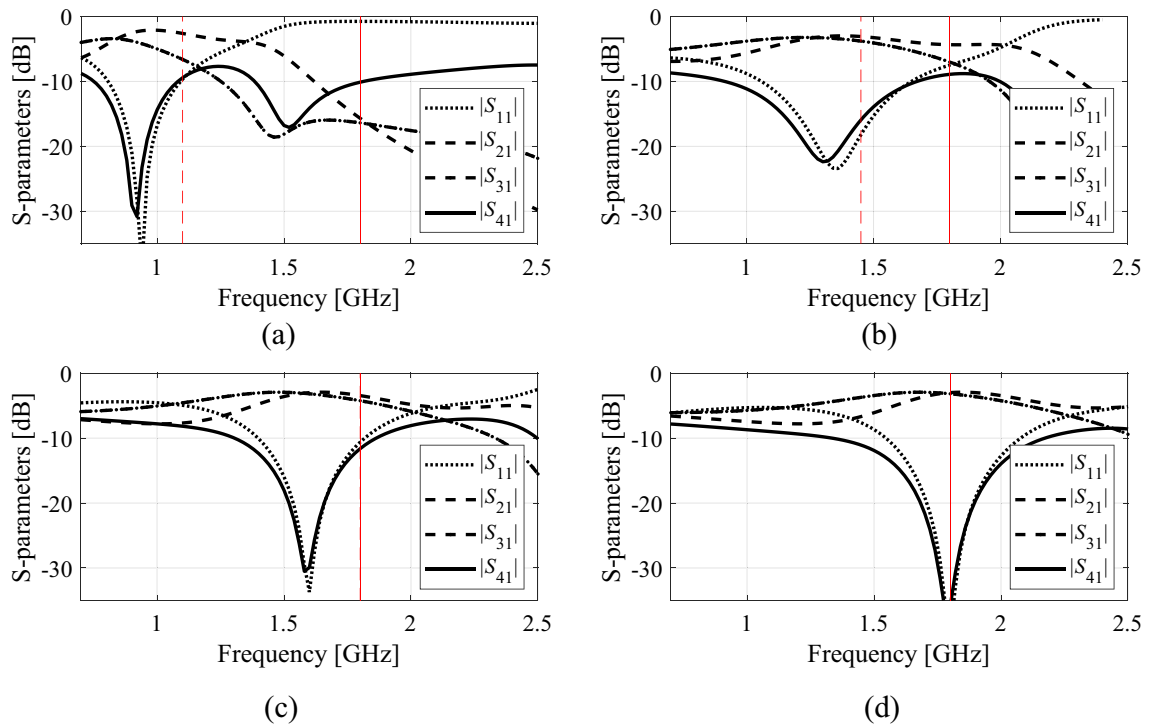 0
-10
-20
-30
S-parameters [dB]
|S11|
|S21|
|S31|
|S41|
1
1.5
2
2.5
Frequency [GHz]
(a)
0
-10
-20
-30
S-parameters [dB]
|S11|
|S21|
|S31|
|S41|
1
1.5
2
2.5
Frequency [GHz]
(b)
0
-10
-20
-30
S-parameters [dB]
|S11|
|S21|
|S31|
|S41|
1
1.5
2
2.5
Frequency [GHz]
(c)
0
-10
-20
-30
S-parameters [dB]
|S11|
|S21|
|S31|
|S41|
1
1.5
2
2.5
Frequency [GHz]
(d)